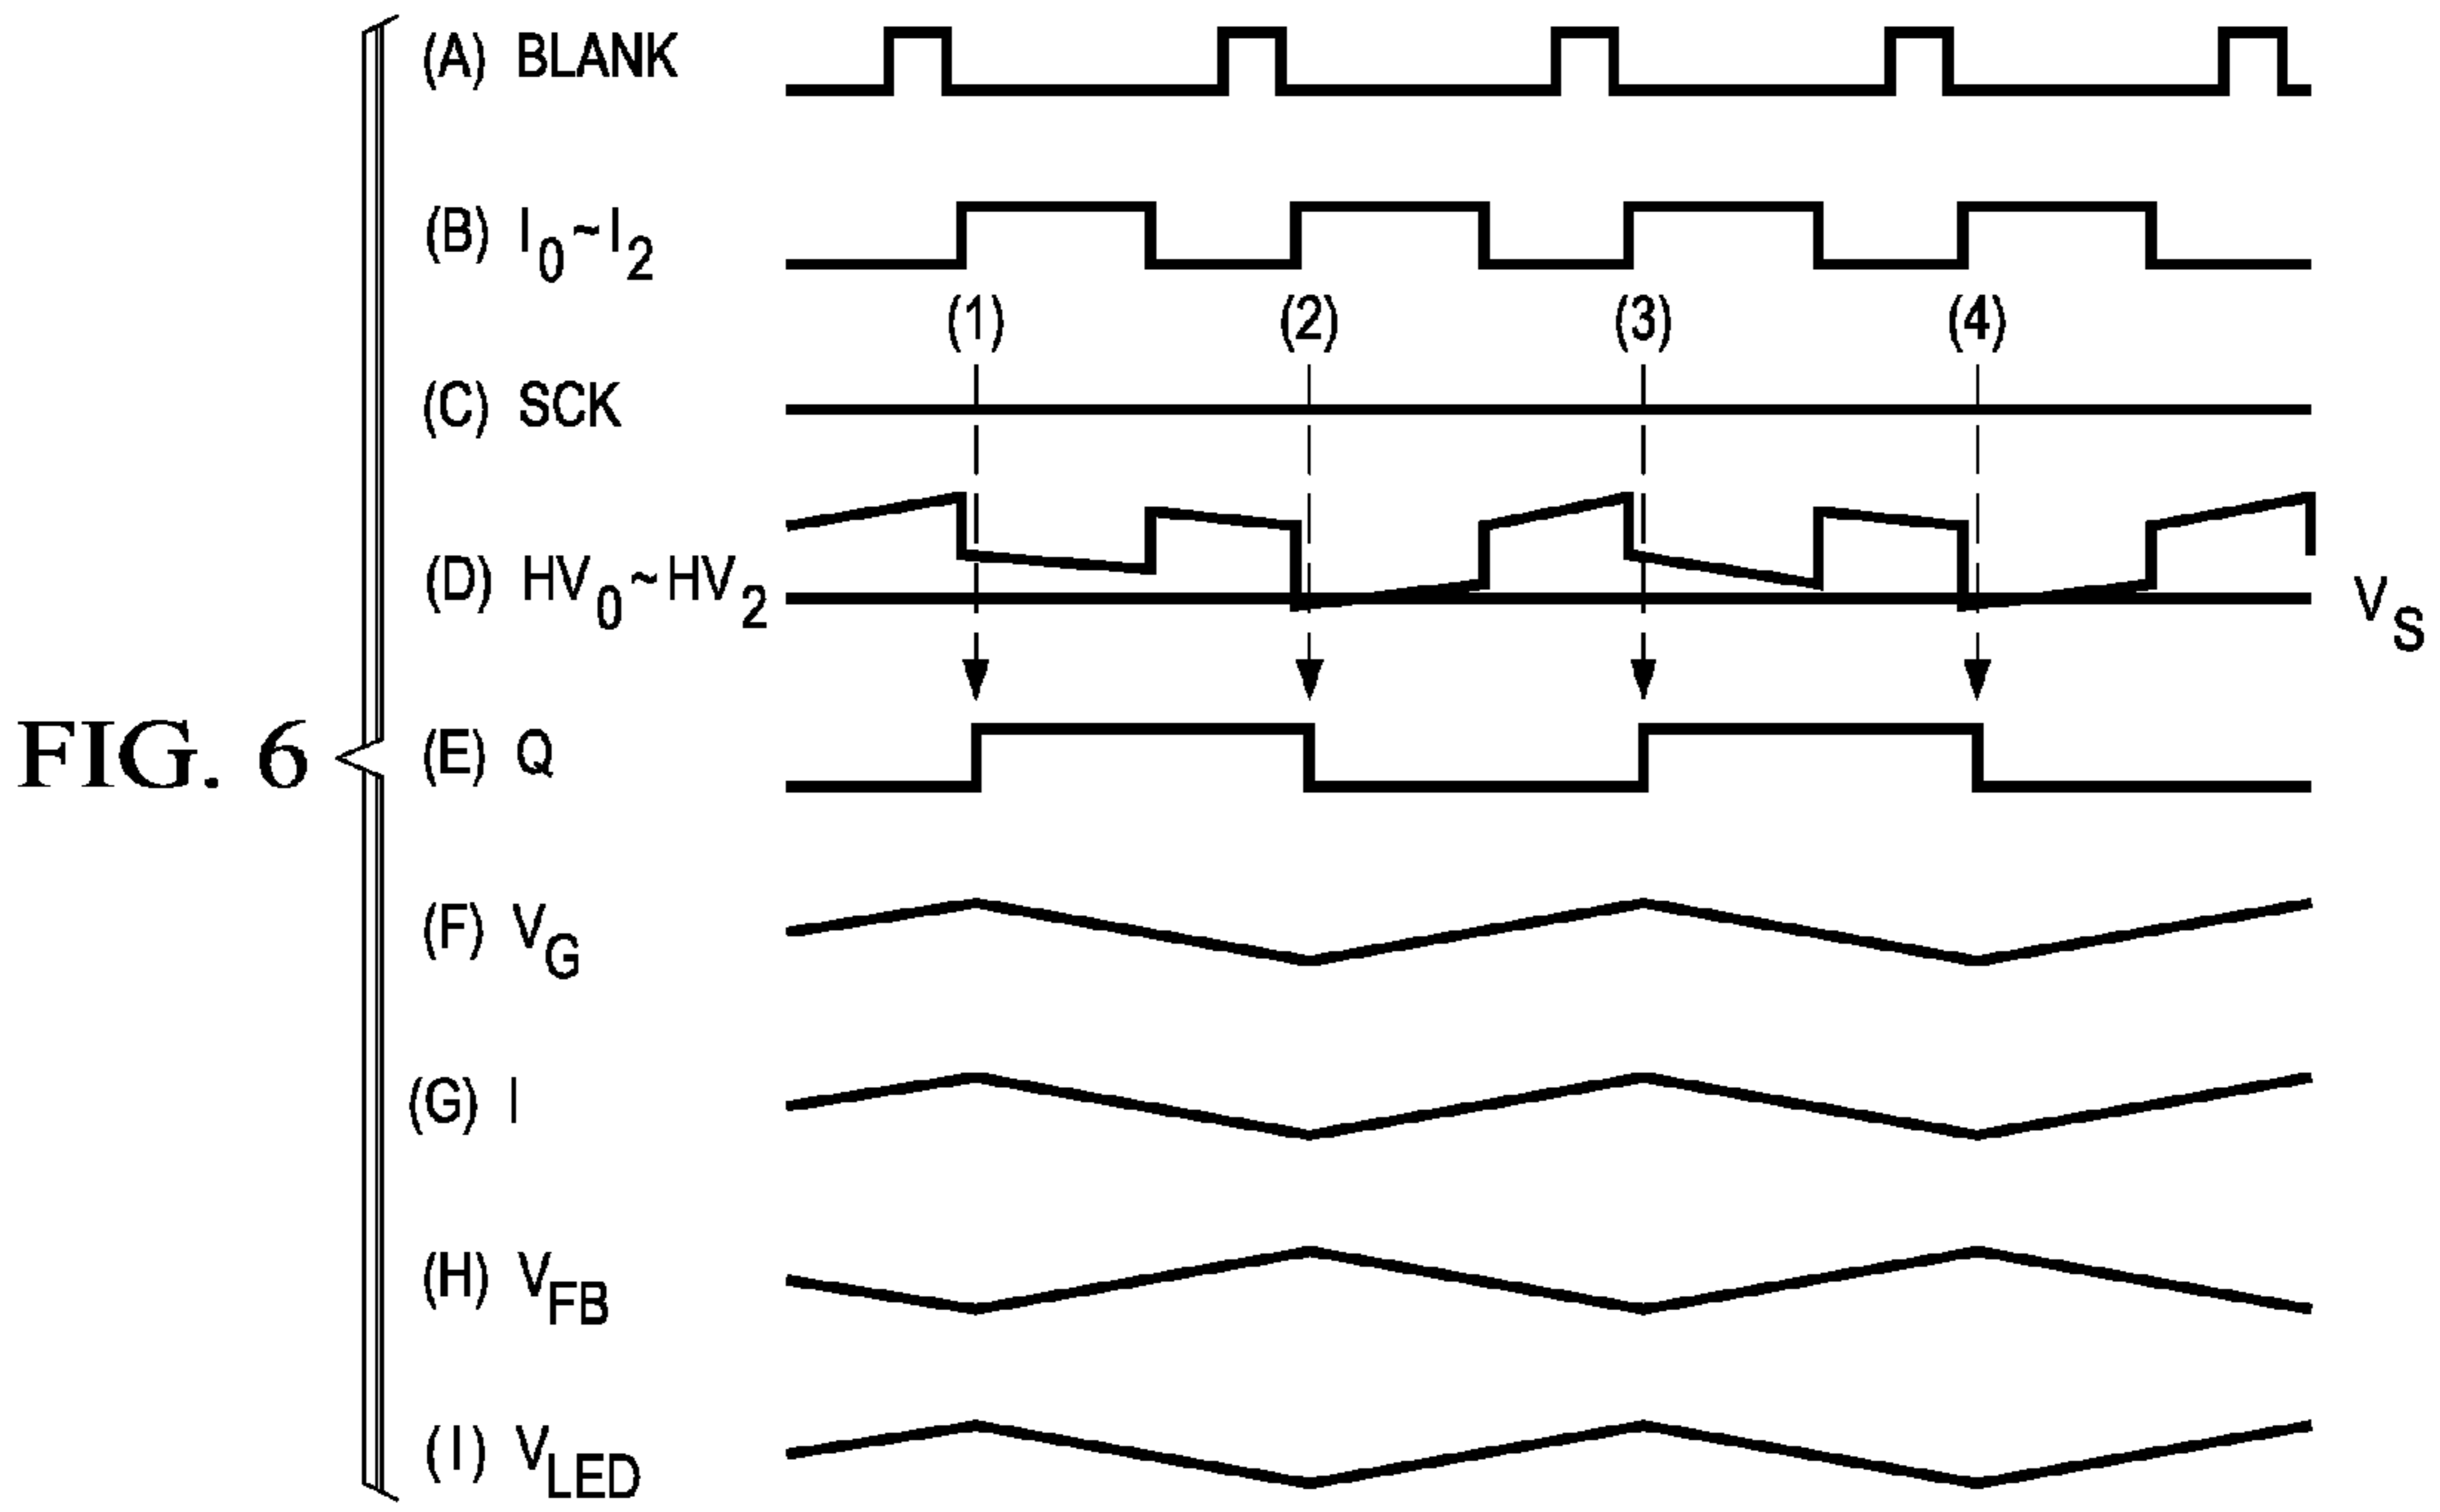 (A) BLANK
(B) I0~I2
(1) (2) (3) (4)
(C) SCK
(D) HV0~HV2
VS
FIG. 6
(E) Q
(F) VG
(G) I
(H) VFB
(I) VLED